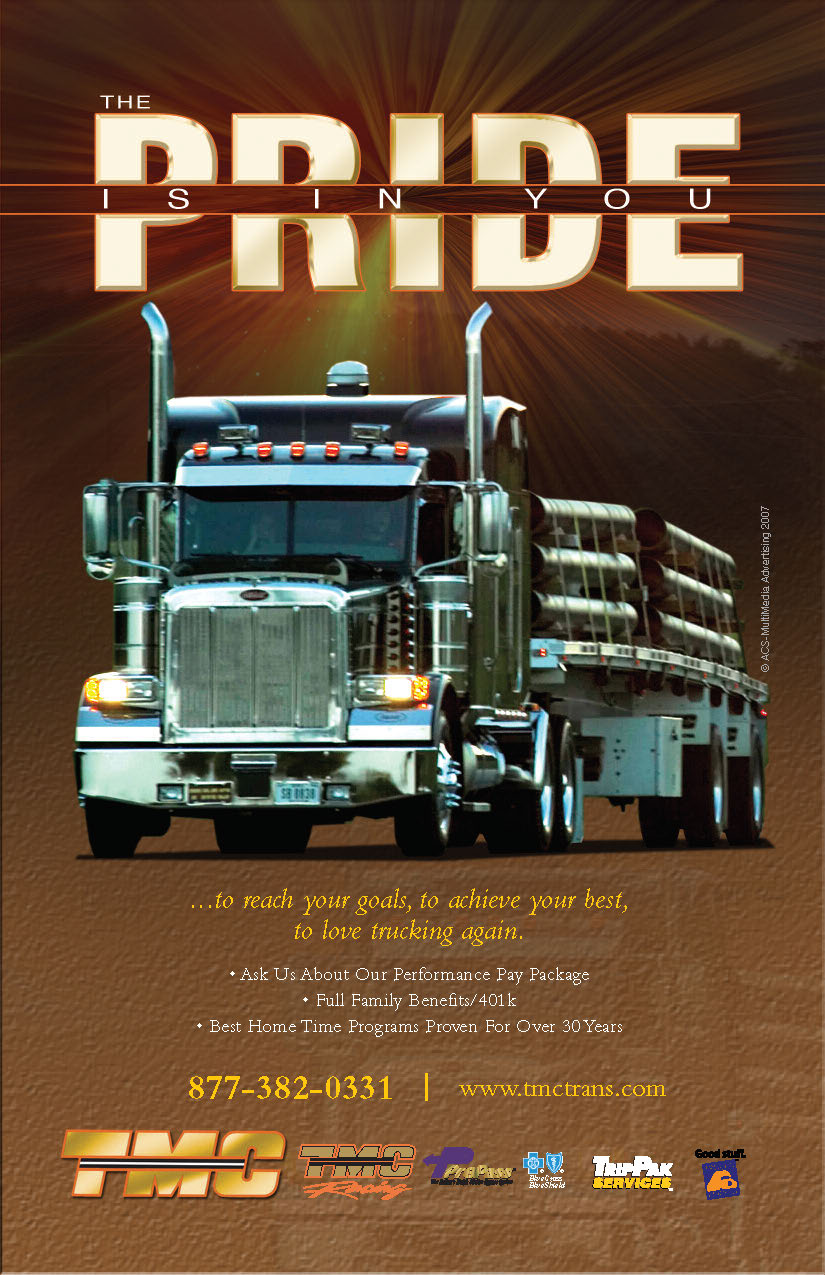 THE
PRIDE
IS IN YOU
© ACS-MultiMedia Advertising 2007
...to reach your goals, to achieve your best,
to love trucking again.
• Ask Us About Our Performance Pay Package
• Full Family Benefits/401k
• Best Home Time Programs Proven For Over 30 Years
877-382-0331 | www.tmctrans.com
TMC
TMC
Racing
PrePass
BlueCross
BlueShield
TripPak
SERVICES
Good stuff.